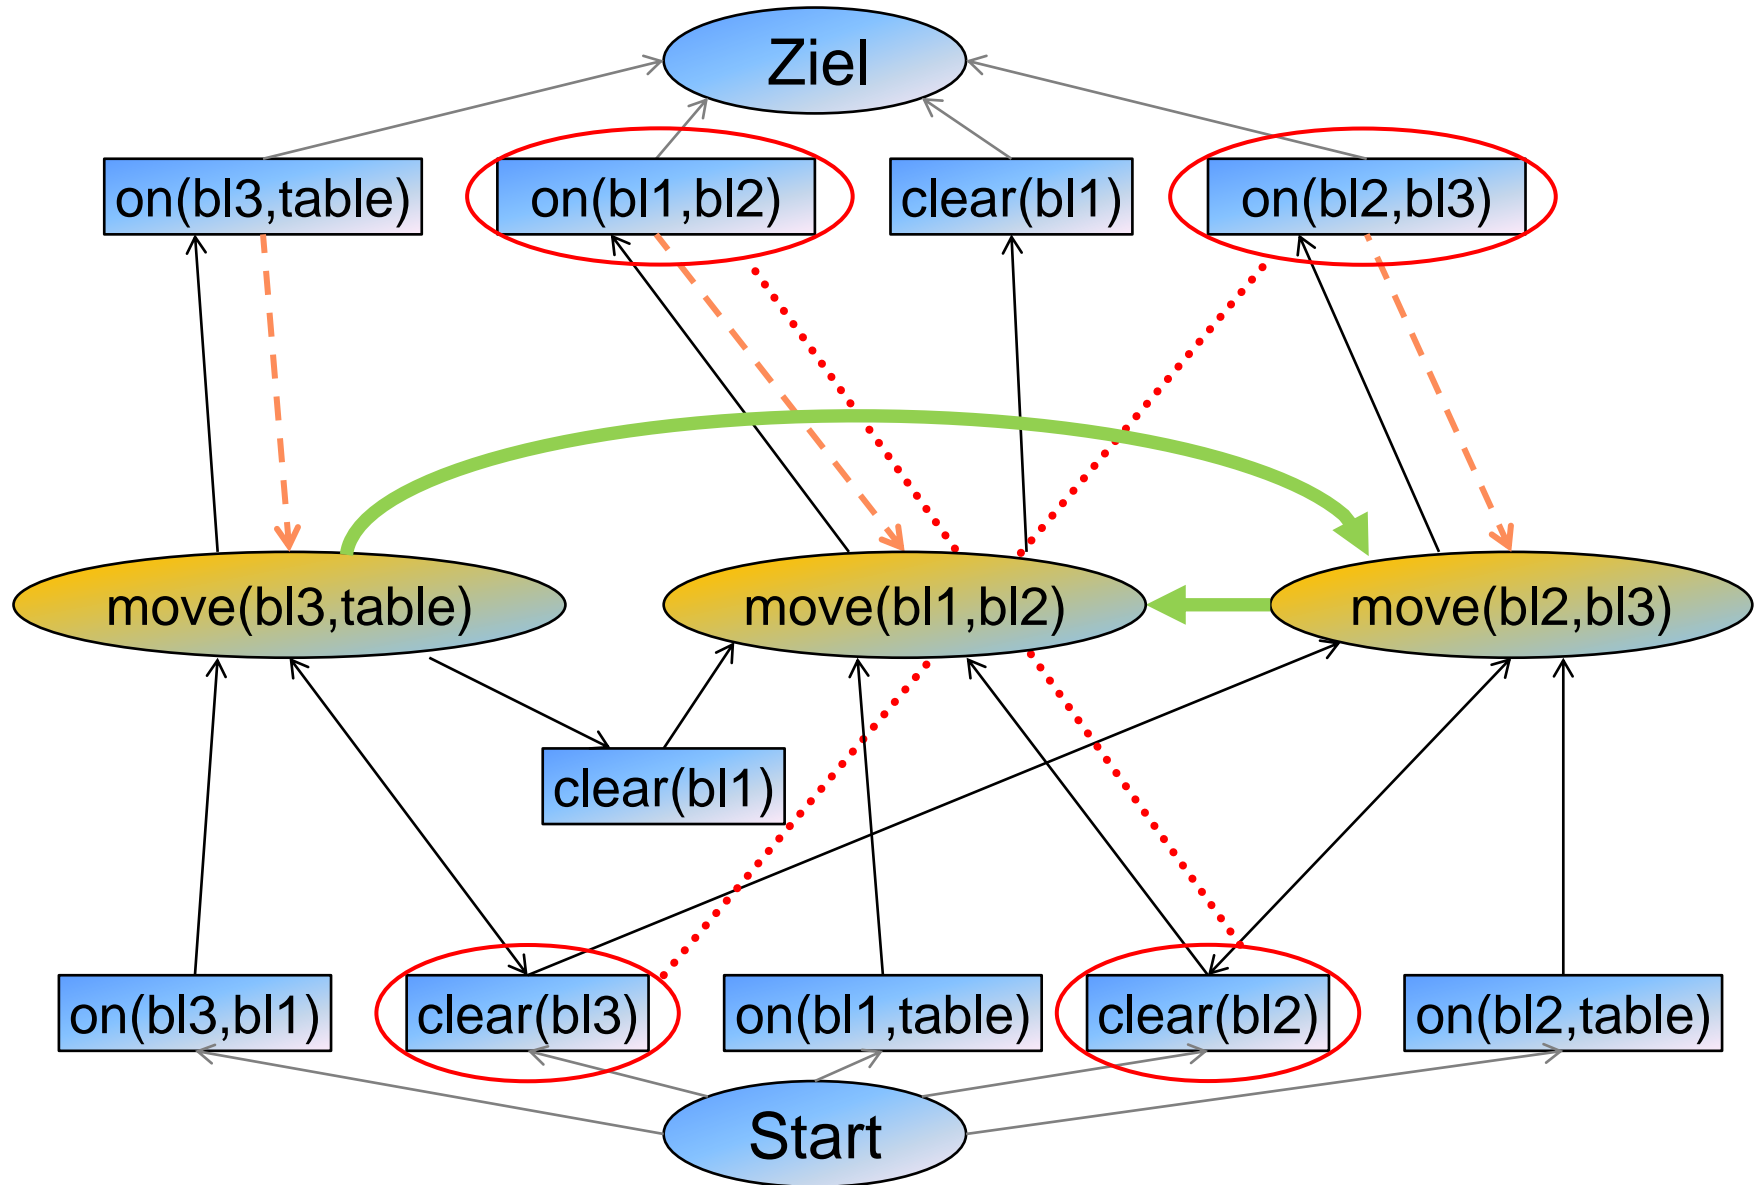 Ziel
on(bl3,table)
on(bl1,bl2)
clear(bl1)
on(bl2,bl3)
move(bl3,table)
move(bl1,bl2)
move(bl2,bl3)
clear(bl1)
on(bl3,bl1)
clear(bl3)
on(bl1,table)
clear(bl2)
on(bl2,table)
Start